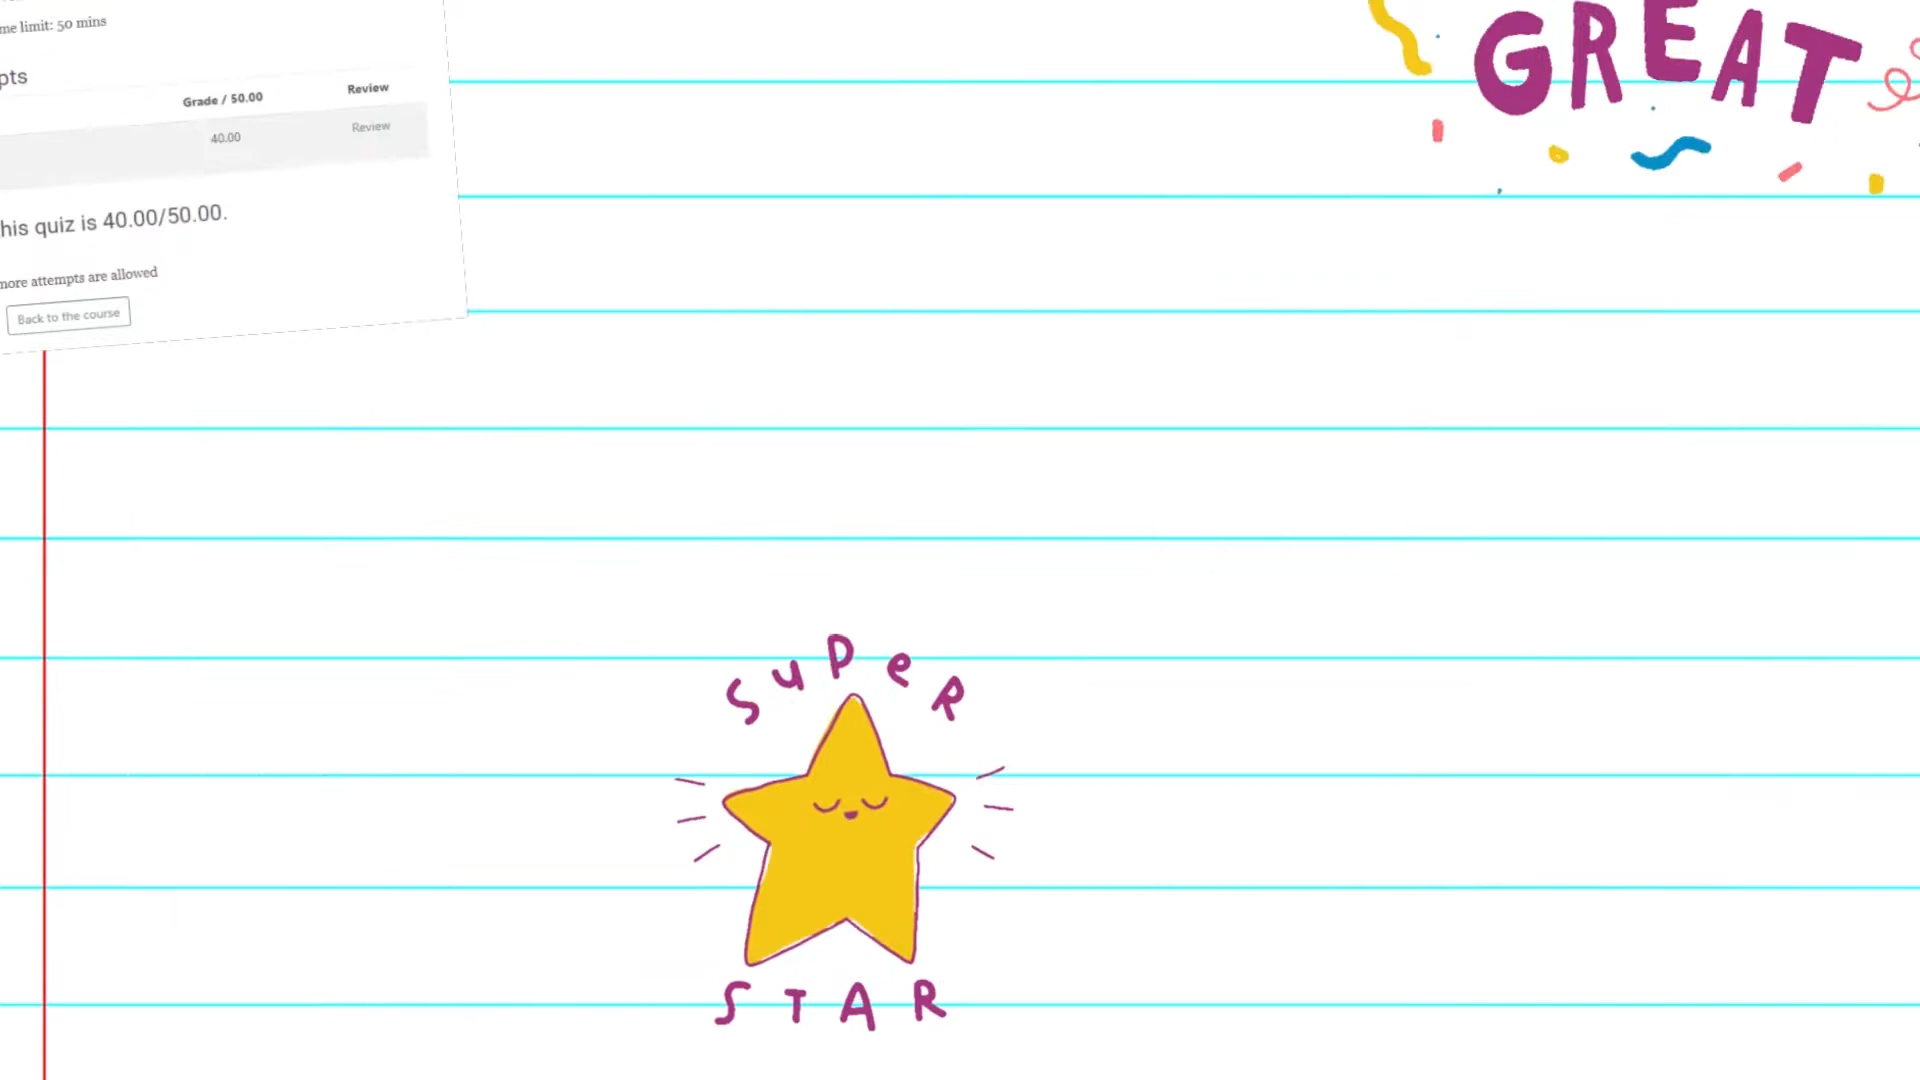 me limit: 50 mins
pts
Grade / 50.00 Review
40.00 Review
his quiz is 40.00/50.00.
more attempts are allowed
Back to the course
GREAT
SUPeR
STAR